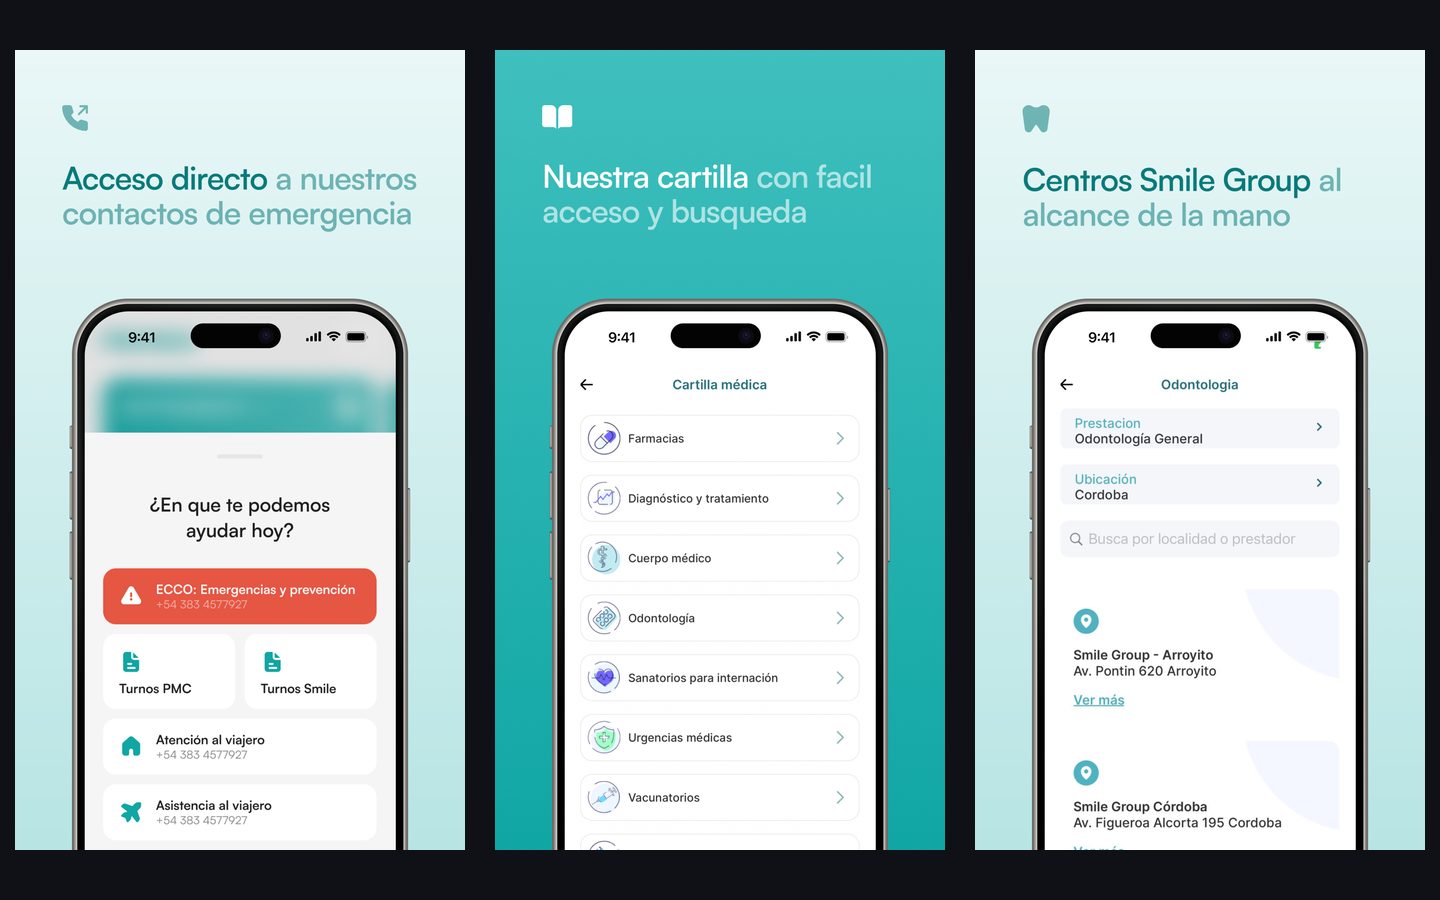 Acceso directo a nuestros
contactos de emergencia
9:41
¿En que te podemos
ayudar hoy?
ECCO: Emergencias y prevención
+54 383 4577927
Turnos PMC
Turnos Smile
Atención al viajero
+54 383 4577927
Asistencia al viajero
+54 383 4577927
Nuestra cartilla con facil
acceso y busqueda
9:41
Cartilla médica
Farmacias
Diagnóstico y tratamiento
Cuerpo médico
Odontología
Sanatorios para internación
Urgencias médicas
Vacunatorios
Centros Smile Group al
alcance de la mano
9:41
Odontologia
Prestacion
Odontología General
Ubicación
Cordoba
Busca por localidad o prestador
Smile Group - Arroyito
Av. Pontin 620 Arroyito
Ver más
Smile Group Córdoba
Av. Figueroa Alcorta 195 Cordoba
Ver más